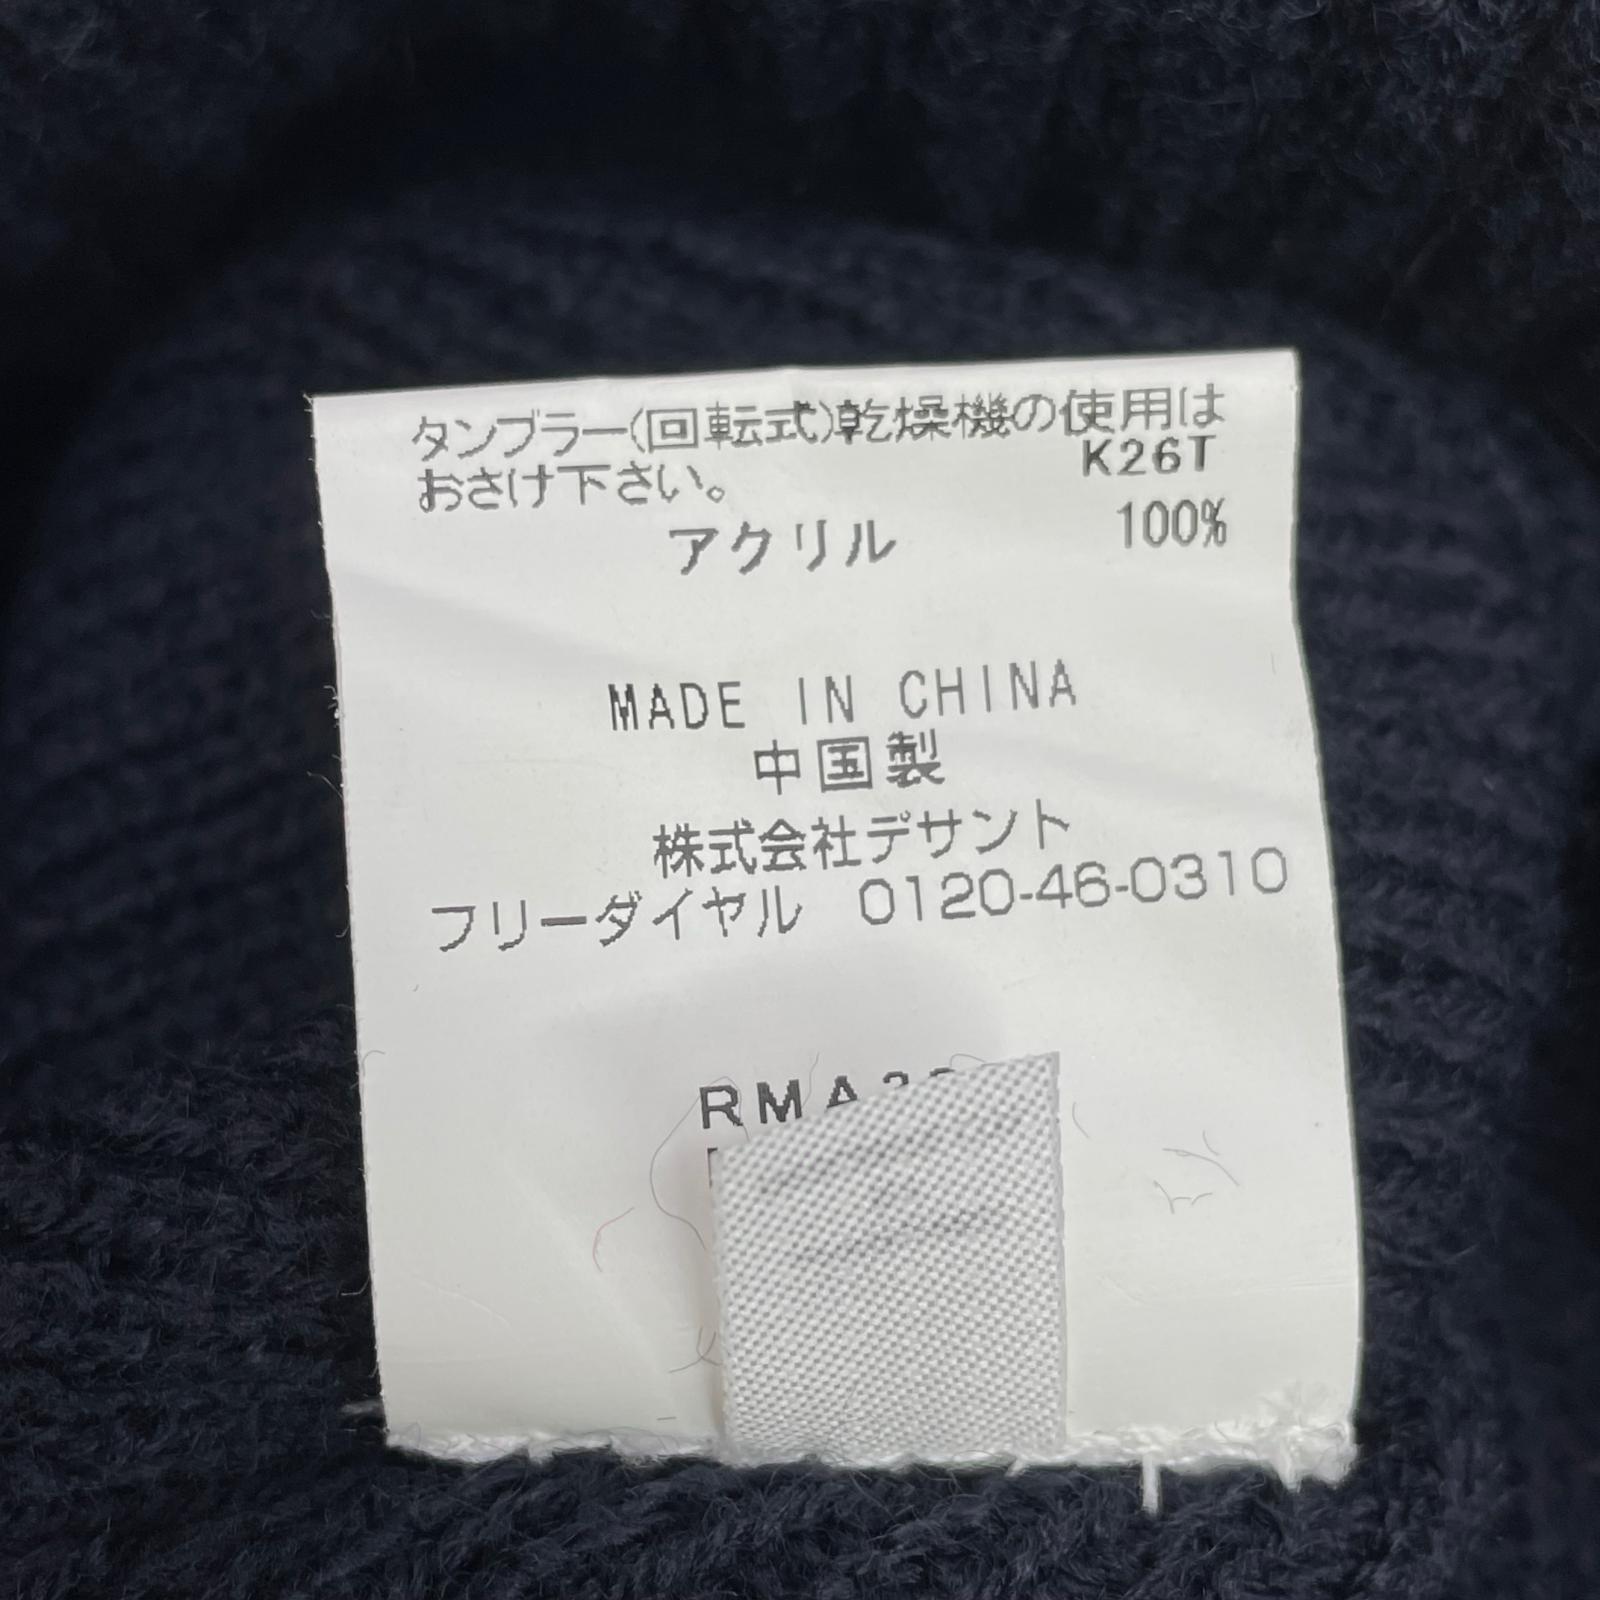 タンブラー(回転式)乾燥機の使用は
おさけ下さい。
K26T
アクリル 100%
MADE IN CHINA
中国製
株式会社デサント
フリーダイヤル 0120-46-0310